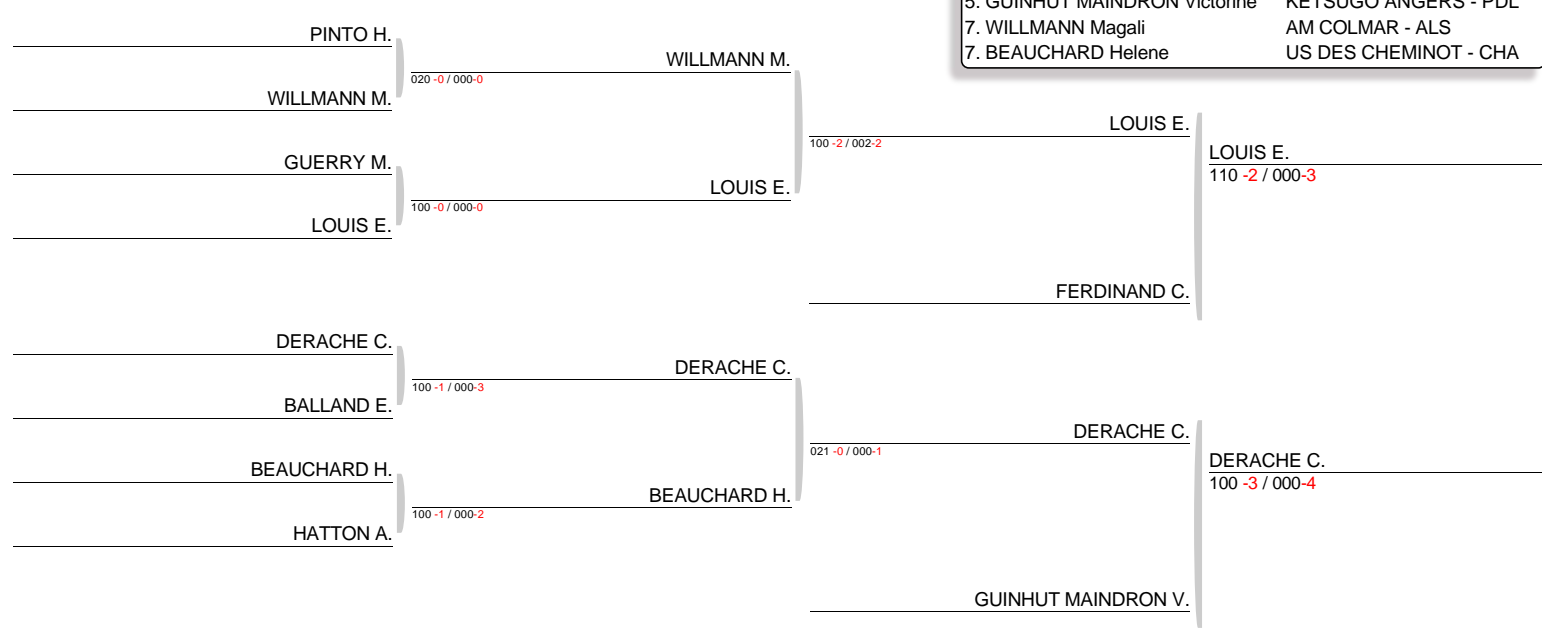 5. GUINHUT MAINDRON Victorine KETSUGO ANGERS - PDL
7. WILLMANN Magali AM COLMAR - ALS
7. BEAUCHARD Helene US DES CHEMINOT - CHA
PINTO H.
WILLMANN M.
020 -0 / 000-0
WILLMANN M.
GUERRY M.
LOUIS E.
100 -0 / 000-0
LOUIS E.
LOUIS E.
100 -2 / 002-2
FERDINAND C.
LOUIS E.
110 -2 / 000-3
DERACHE C.
BALLAND E.
DERACHE C.
100 -1 / 000-3
BEAUCHARD H.
HATTON A.
BEAUCHARD H.
100 -1 / 000-2
DERACHE C.
021 -0 / 000-1
GUINHUT MAINDRON V.
DERACHE C.
100 -3 / 000-4